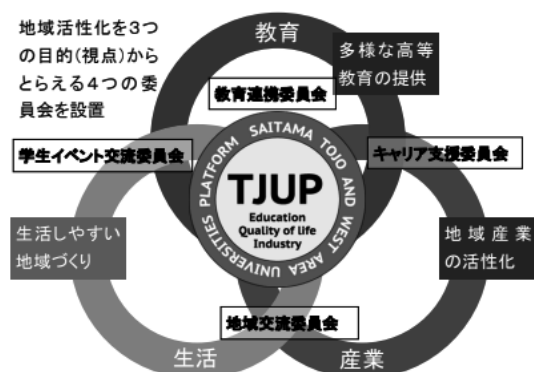 地域活性化を3つ
の目的(視点)から
とらえる4つの委
員会を設置
教育
多様な高等
教育の提供
教育連携委員会
学生イベント交流委員会
キャリア支援委員会
SAITAMA TOJO AND WEST AREA UNIVERSITIES PLATFORM
TJUP
Education
Quality of life
Industry
生活しやすい
地域づくり
地域産業
の活性化
地域交流委員会
生活
産業